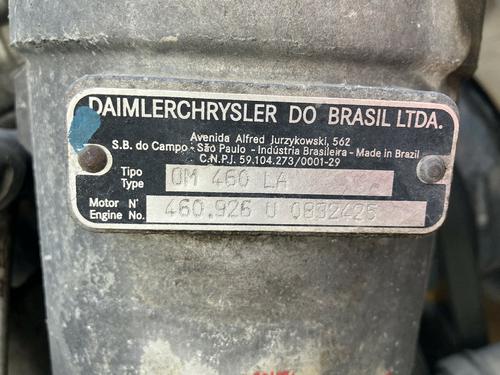 DAIMLERCHRYSLER DO BRASIL LTDA.
Avenida Alfred Jurzykowski, 562
S.B. do Campo - São Paulo - Indústria Brasileira - Made in Brazil
C.N.P.J. 59.104.273/0001-29
Tipo
Type OM 460 LA
Motor N°
Engine No. 460.926 U 0832425